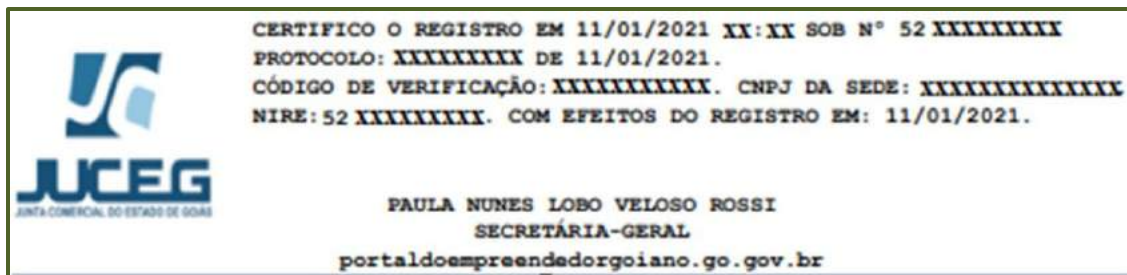 CERTIFICO O REGISTRO EM 11/01/2021 XX:XX SOB Nº 52 XXXXXXXXX
PROTOCOLO: XXXXXXXXX DE 11/01/2021.
CÓDIGO DE VERIFICAÇÃO: XXXXXXXXXXX. CNPJ DA SEDE: XXXXXXXXXXXXXX
NIRE: 52 XXXXXXXXX. COM EFEITOS DO REGISTRO EM: 11/01/2021.
JUCEG
JUNTA COMERCIAL DO ESTADO DE GOIÁS
PAULA NUNES LOBO VELOSO ROSSI
SECRETÁRIA-GERAL
portaldoempreendedorgoiano.go.gov.br